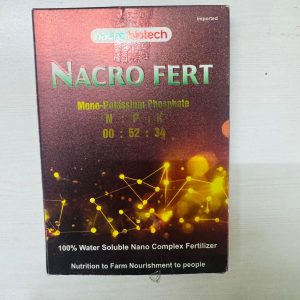 Imported
nacro biotech
NACRO FERT
Mono-Potassium Phosphate
N : P : K
00 : 52 : 34
100% Water Soluble Nano Complex Fertilizer
Nutrition to Farm Nourishment to people